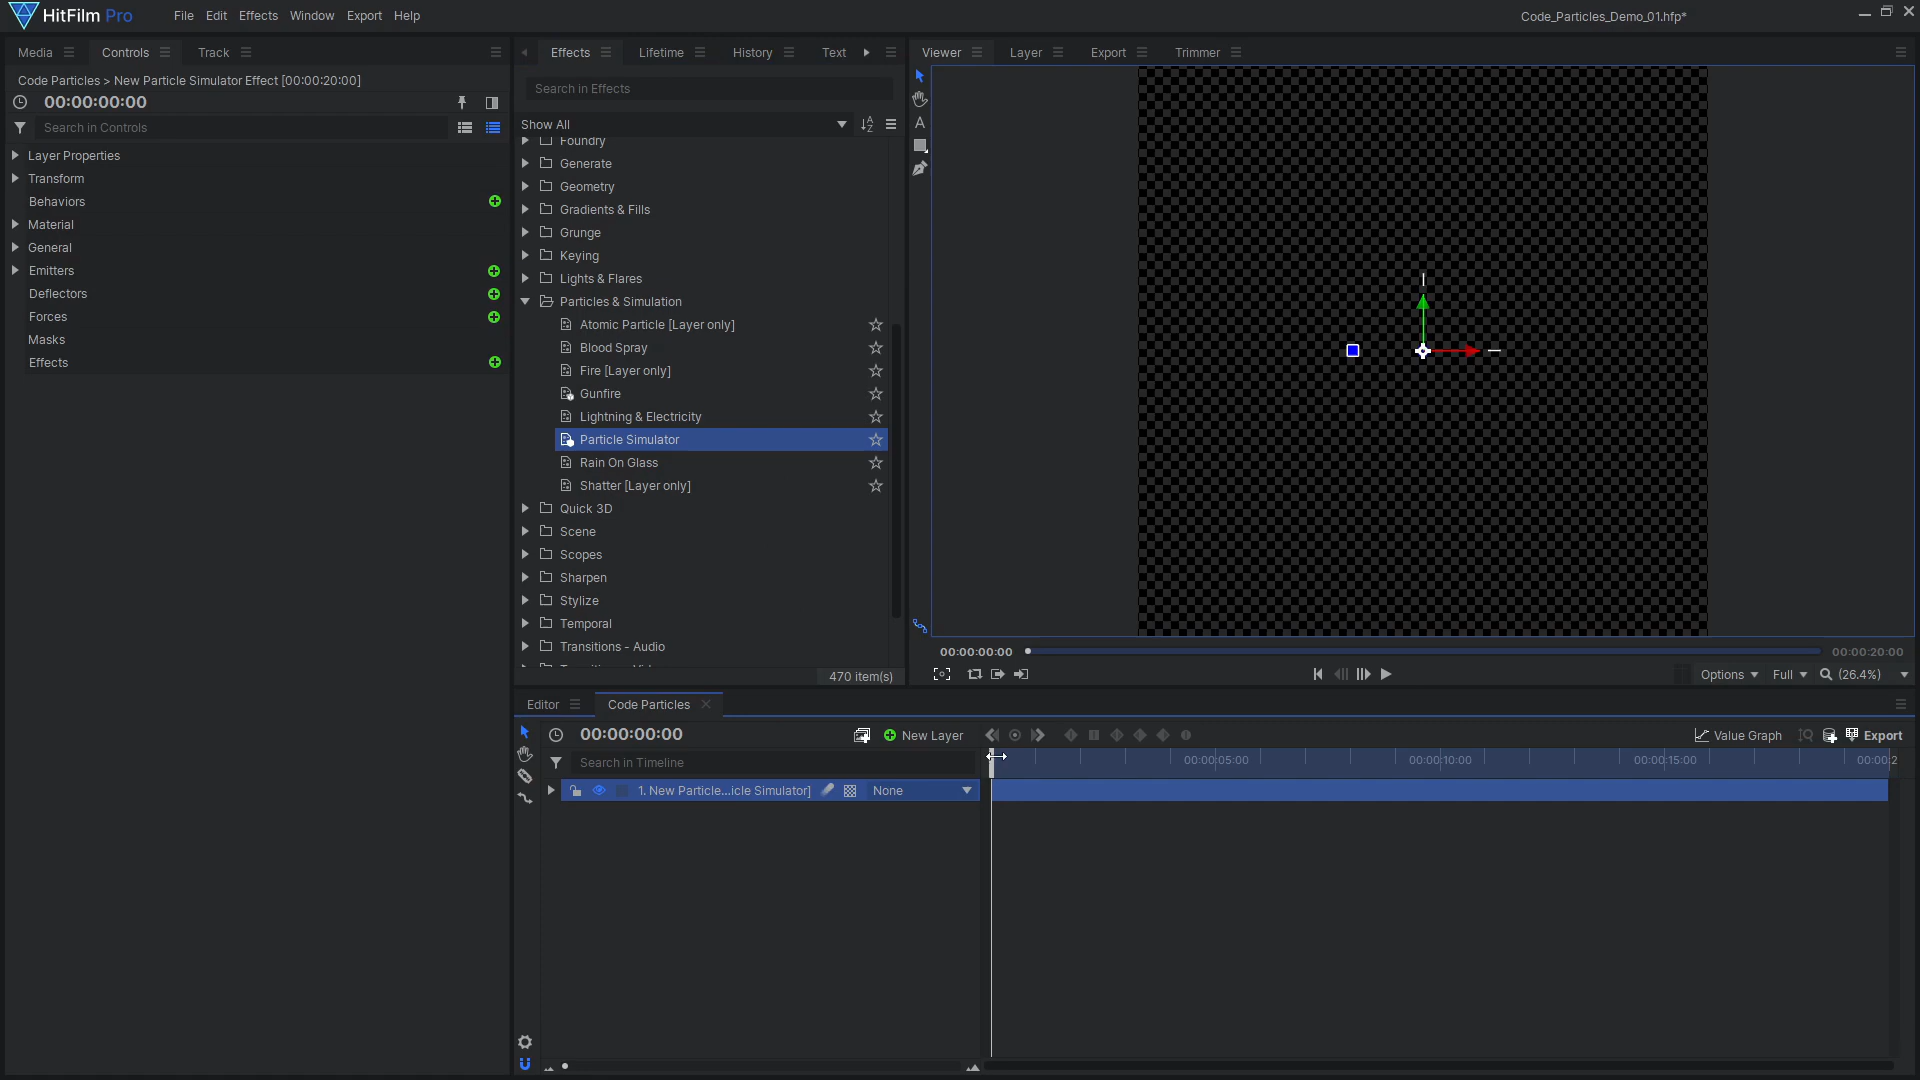 HitFilm Pro
File Edit Effects Window Export Help
Code_Particles_Demo_01.hfp*
Media Controls Track
Code Particles > New Particle Simulator Effect [00:00:20:00]
00:00:00:00
Search in Controls
Layer Properties
Transform
Behaviors
Material
General
Emitters
Deflectors
Forces
Masks
Effects
Effects Lifetime History Text
Search in Effects
Show All
Foundry
Generate
Geometry
Gradients & Fills
Grunge
Keying
Lights & Flares
Particles & Simulation
Atomic Particle [Layer only]
Blood Spray
Fire [Layer only]
Gunfire
Lightning & Electricity
Particle Simulator
Rain On Glass
Shatter [Layer only]
Quick 3D
Scene
Scopes
Sharpen
Stylize
Temporal
Transitions - Audio
470 item(s)
Viewer Layer Export Trimmer
00:00:00:00 00:00:20:00
Options Full (26.4%)
Editor Code Particles
00:00:00:00 New Layer Value Graph Export
Search in Timeline
00:00:05:00 00:00:10:00 00:00:15:00 00:00:2
1. New Particle...icle Simulator] None